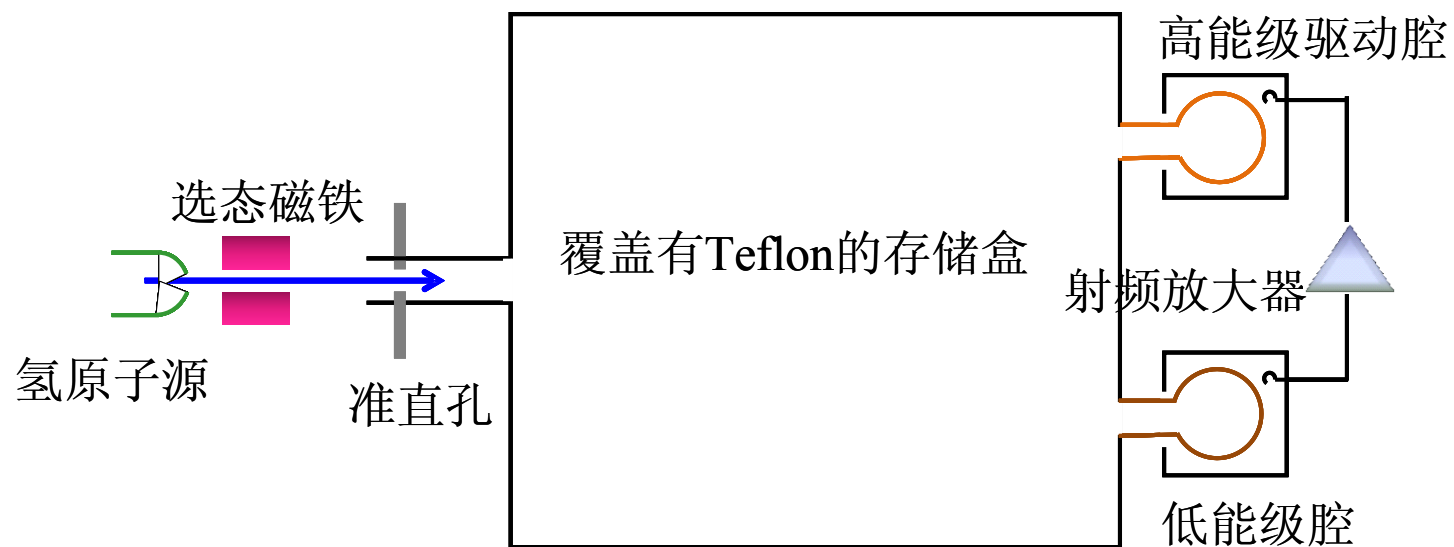 高能级驱动腔
选态磁铁
覆盖有Teflon的存储盒
射频放大器
氢原子源
准直孔
低能级腔